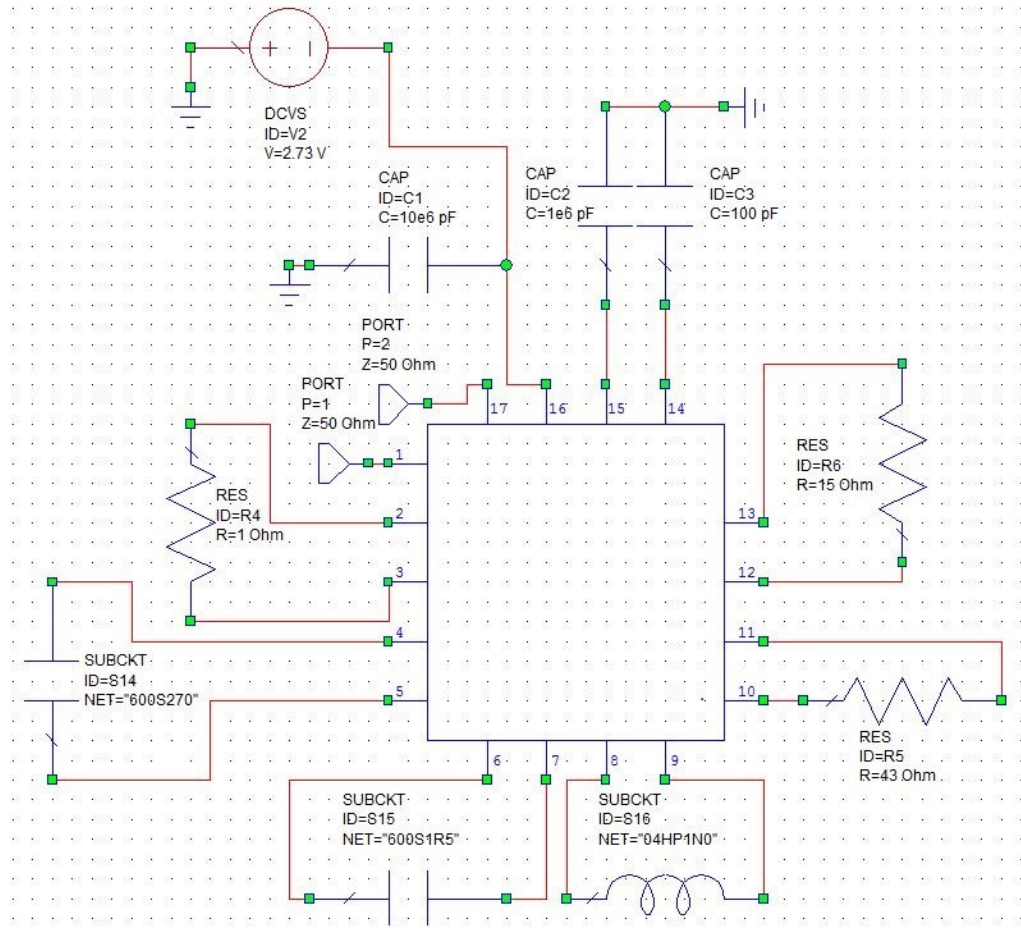 DCVS
ID=V2
V=2.73 V
CAP
ID=C1
C=10e6 pF
CAP
ID=C2
C=1e6 pF
CAP
ID=C3
C=100 pF
PORT
P=2
Z=50 Ohm
PORT
P=1
Z=50 Ohm
17
16
15
14
1
2
3
4
5
6
7
8
9
10
11
12
13
RES
ID=R4
R=1 Ohm
RES
ID=R6
R=15 Ohm
SUBCKT
ID=S14
NET="600S270"
RES
ID=R5
R=43 Ohm
SUBCKT
ID=S15
NET="600S1R5"
SUBCKT
ID=S16
NET="04HP1N0"